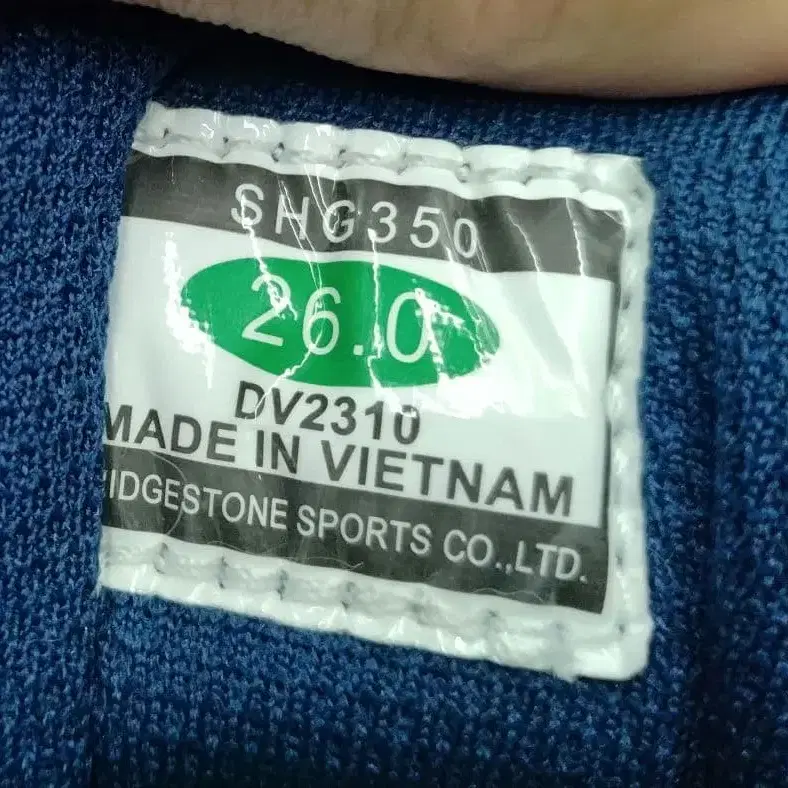 SHG350
26.0
DV2310
MADE IN VIETNAM
IDGESTONE SPORTS CO.,LTD.